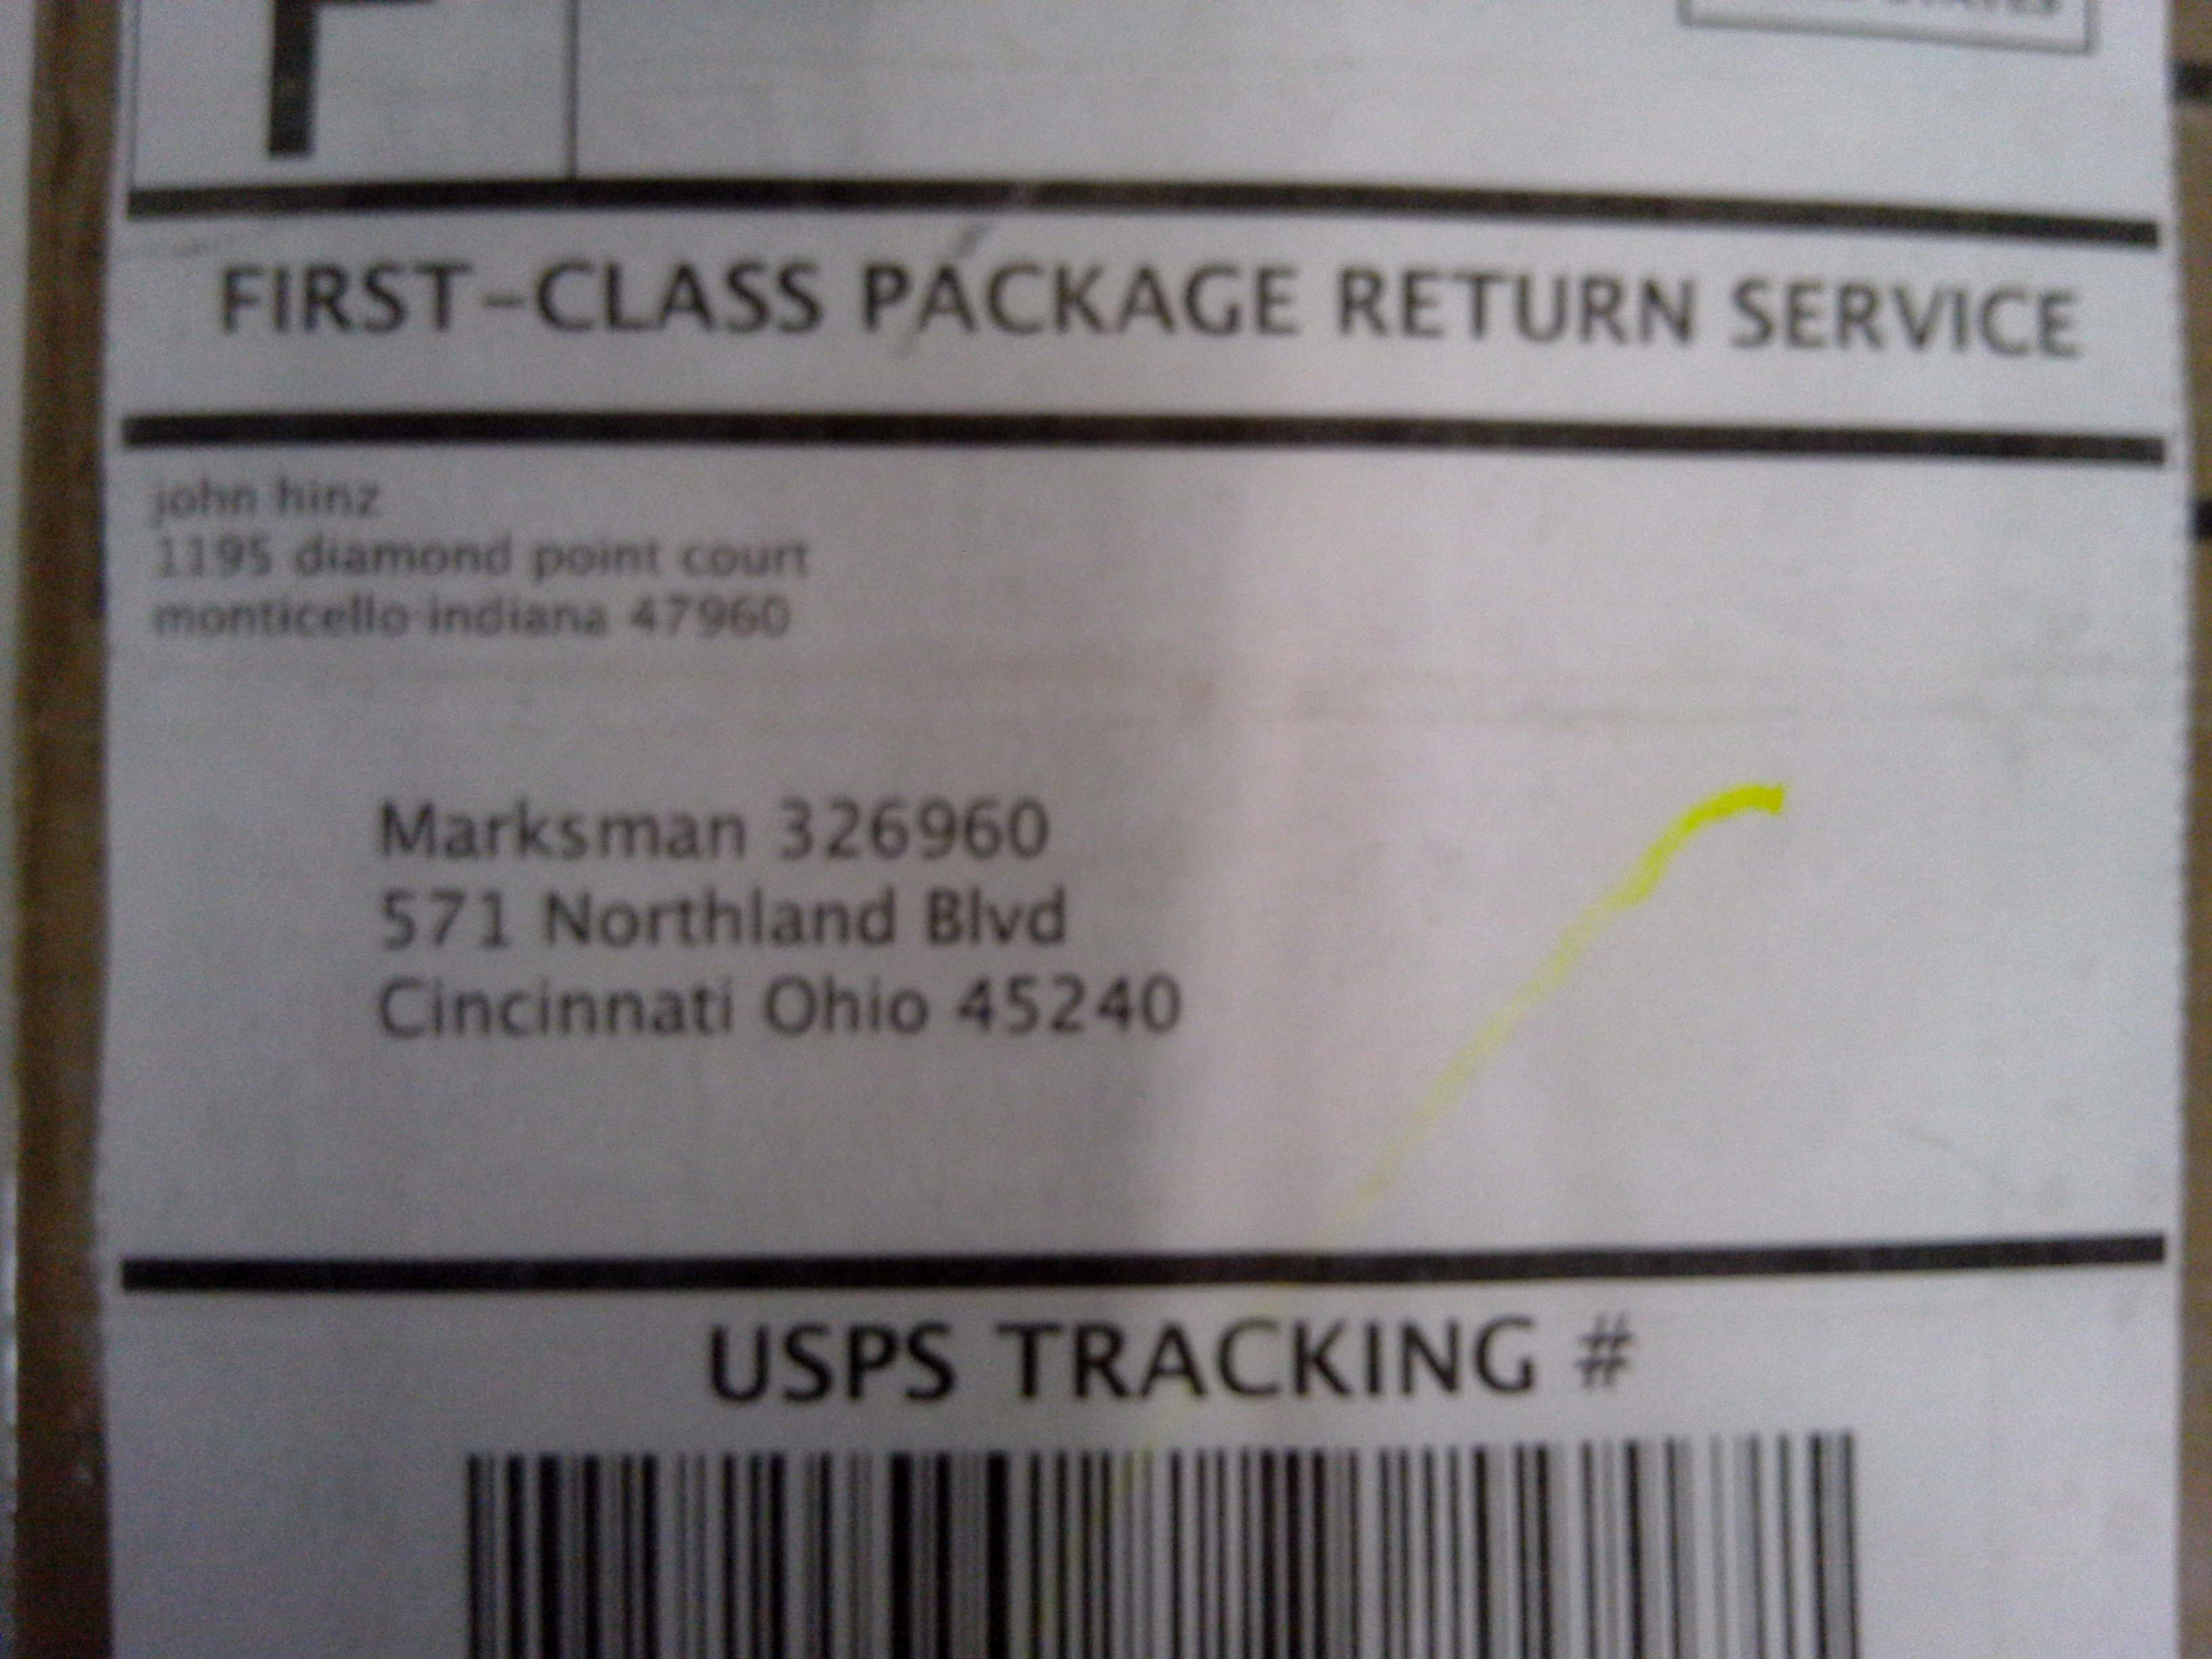 F
STATES
FIRST-CLASS PACKAGE RETURN SERVICE
john hinz
1195 diamond point court
monticello indiana 47960
Marksman 326960
571 Northland Blvd
Cincinnati Ohio 45240
USPS TRACKING #